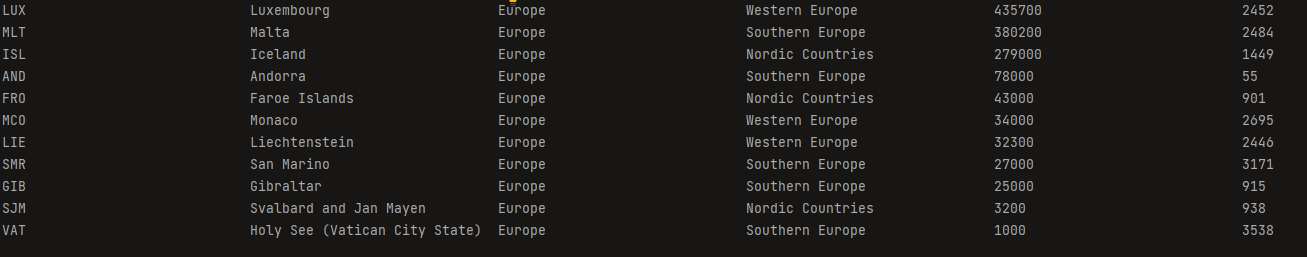 LUX Luxembourg Europe Western Europe 435700 2452
MLT Malta Europe Southern Europe 380200 2484
ISL Iceland Europe Nordic Countries 279000 1449
AND Andorra Europe Southern Europe 78000 55
FRO Faroe Islands Europe Nordic Countries 43000 901
MCO Monaco Europe Western Europe 34000 2695
LIE Liechtenstein Europe Western Europe 32300 2446
SMR San Marino Europe Southern Europe 27000 3171
GIB Gibraltar Europe Southern Europe 25000 915
SJM Svalbard and Jan Mayen Europe Nordic Countries 3200 938
VAT Holy See (Vatican City State) Europe Southern Europe 1000 3538